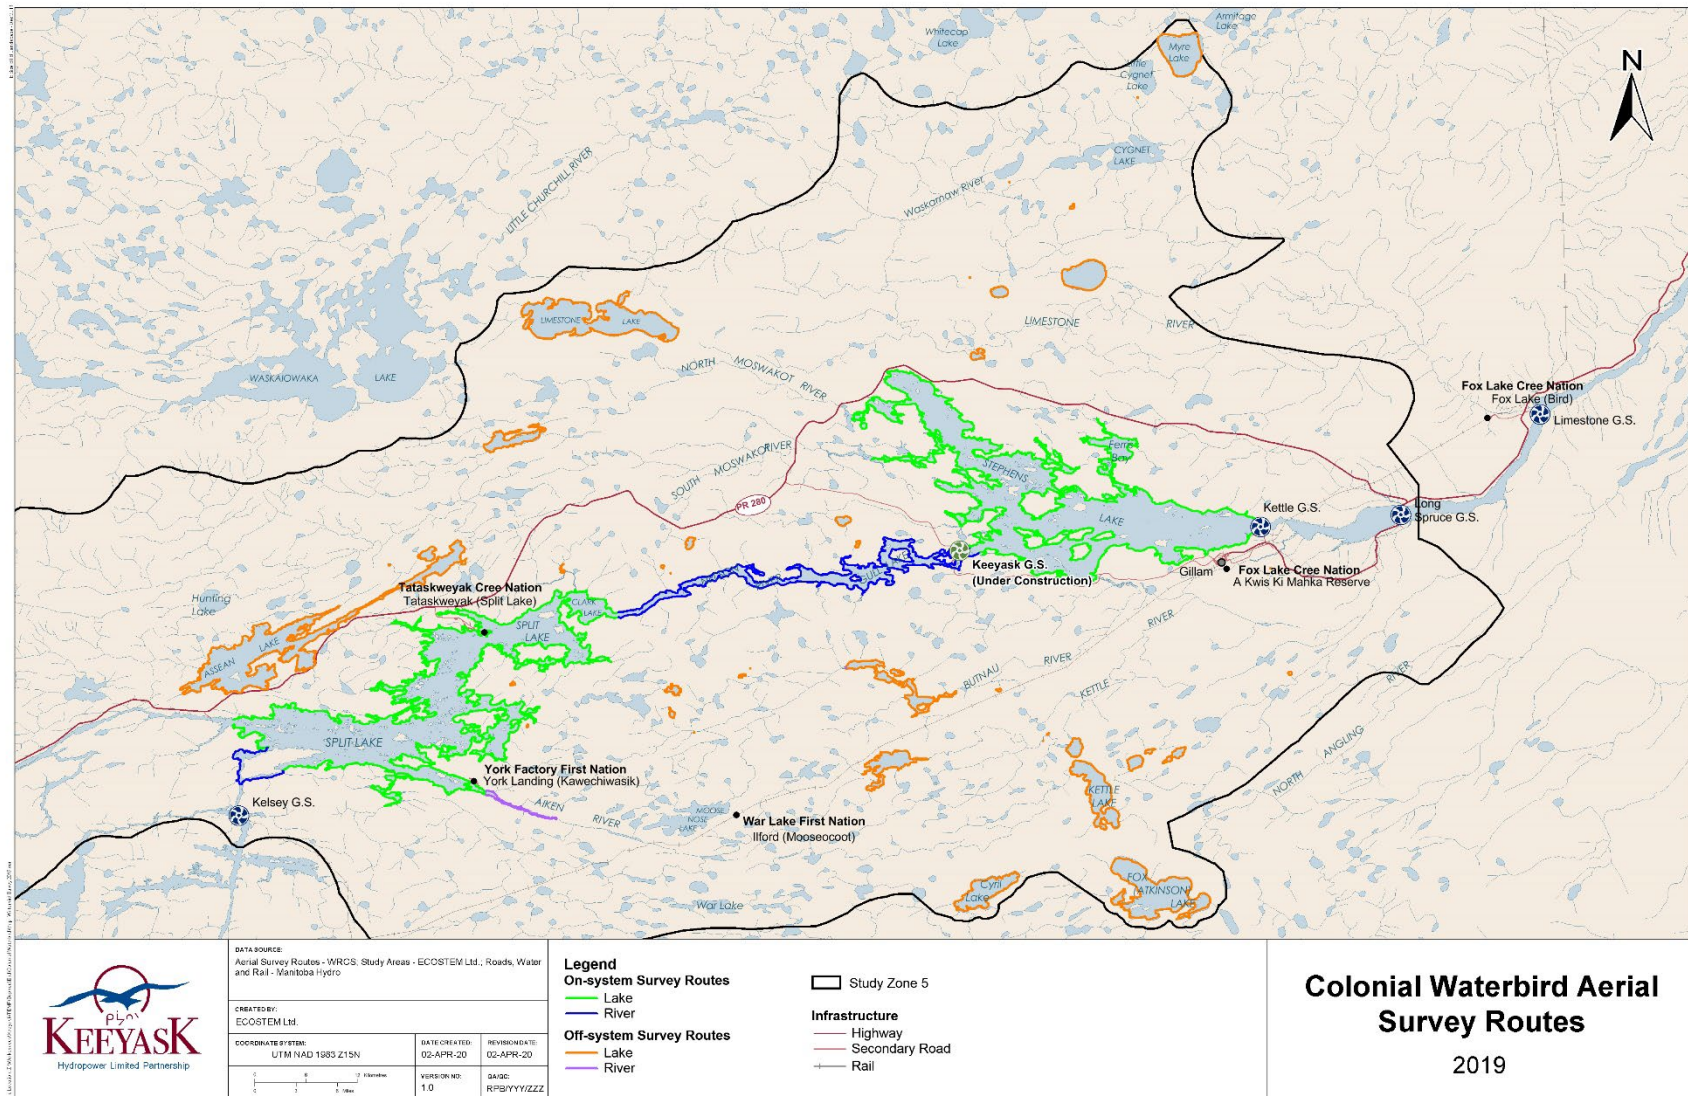 Armitage
Lake
Whitecap
Lake
Myre
Lake
Little
Cygnet
Lake
N
CYGNET
LAKE
LITTLE CHURCHILL RIVER
Waskarnaw River
LIMESTONE LAKE
LIMESTONE RIVER
WASKAIOWAKA LAKE
NORTH MOSWAKOT RIVER
Fox Lake Cree Nation
Fox Lake (Bird)
Limestone G.S.
SOUTH MOSWAKOT RIVER
PR 280
STEPHENS LAKE
Kettle G.S.
Long
Spruce G.S.
Keeyask G.S.
(Under Construction)
Gillam
Fox Lake Cree Nation
A Kwis Ki Mahka Reserve
Tataskweyak Cree Nation
Tataskweyak (Split Lake)
Hunting
Lake
CLARK
LAKE
SPLIT
LAKE
ASSEAN LAKE
BUTNAU RIVER
KETTLE RIVER
NORTH ANGLING RIVER
SPLIT LAKE
York Factory First Nation
York Landing (Kawechiwasik)
Kelsey G.S.
AIKEN RIVER
MOOSE
NOSE
LAKE
War Lake First Nation
Ilford (Mooseocoot)
KETTLE
LAKE
War Lake
Cyril
Lake
FOX
(ATKINSON)
LAKE
KEEYASK
Hydropower Limited Partnership
DATA SOURCE:
Aerial Survey Routes - WRCS; Study Areas - ECOSTEM Ltd.; Roads, Water
and Rail - Manitoba Hydro
CREATED BY:
ECOSTEM Ltd.
COORDINATE SYSTEM:
UTM NAD 1983 Z15N
DATE CREATED:
02-APR-20
REVISION DATE:
02-APR-20
VERSION NO:
1.0
QA/QC:
RPB/YYY/ZZZ
Legend
On-system Survey Routes
Lake
River
Off-system Survey Routes
Lake
River
Study Zone 5
Infrastructure
Highway
Secondary Road
Rail
Colonial Waterbird Aerial
Survey Routes
2019